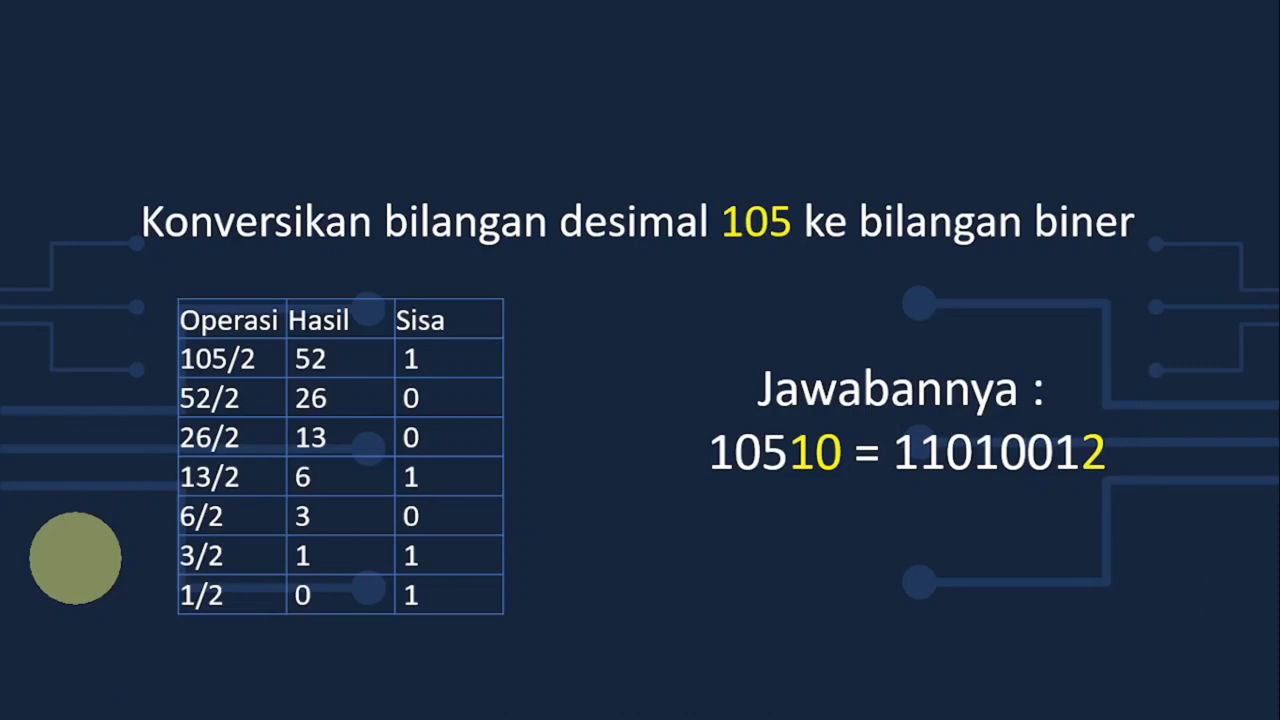 Konversikan bilangan desimal 105 ke bilangan biner
Operasi Hasil Sisa
105/2 52 1
52/2 26 0
26/2 13 0
13/2 6 1
6/2 3 0
3/2 1 1
1/2 0 1
Jawabannya :
10510 = 11010012